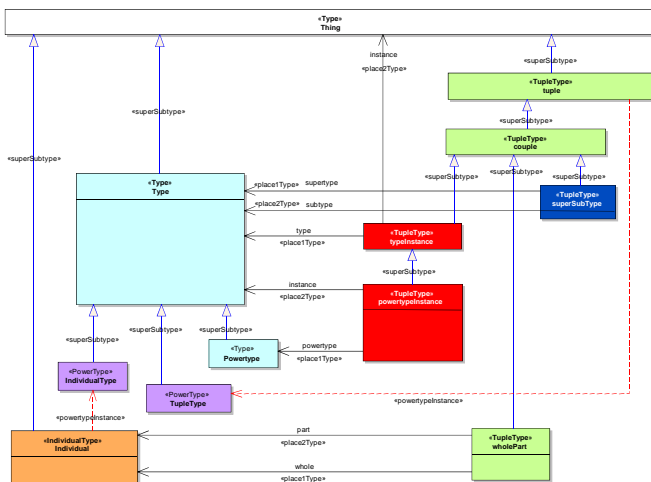 «Type»
Thing
instance
«place2Type»
«superSubtype»
«TupleType»
tuple
«superSubtype»
«superSubtype»
«TupleType»
couple
«superSubtype»
«superSubtype»
«superSubtype»
«Type»
Type
«place1Type»
supertype
«TupleType»
superSubType
«place2Type»
subtype
type
«place1Type»
«TupleType»
typeInstance
«superSubtype»
instance
«place2Type»
«TupleType»
powertypeInstance
«superSubtype»
«superSubtype»
«superSubtype»
«Type»
Powertype
powertype
«place1Type»
«PowerType»
IndividualType
«PowerType»
TupleType
«powertypeInstance»
«powertypeInstance»
«IndividualType»
Individual
part
«place2Type»
«TupleType»
wholePart
whole
«place1Type»